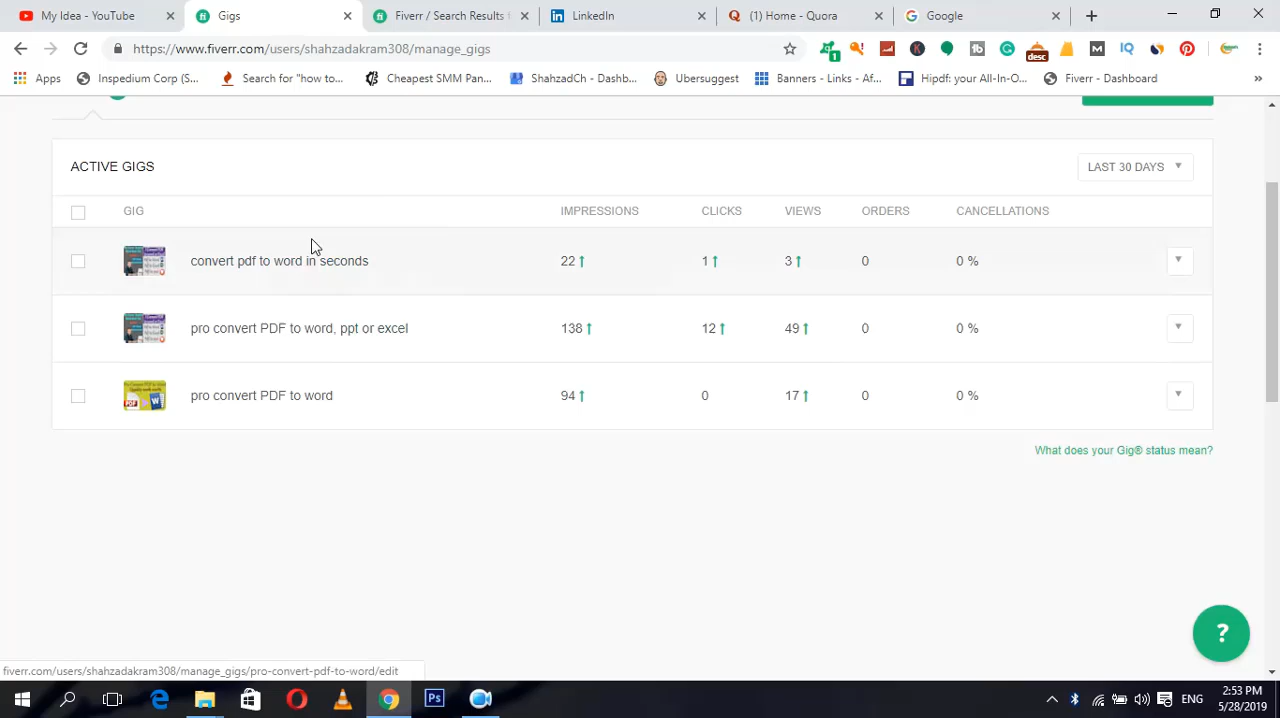 My Idea - YouTube
Gigs
Fiverr / Search Results
LinkedIn
(1) Home - Quora
Google
https://www.fiverr.com/users/shahzadakram308/manage_gigs
1
desc
Apps
Inspedium Corp (S...
Search for "how to...
Cheapest SMM Pan...
ShahzadCh - Dashb...
Ubersuggest
Banners - Links - Af...
Hipdf: your All-In-O...
Fiverr - Dashboard
»
ACTIVE GIGS
LAST 30 DAYS
GIG IMPRESSIONS CLICKS VIEWS ORDERS CANCELLATIONS
convert pdf to word in seconds 22 1 3 0 0 %
pro convert PDF to word, ppt or excel 138 12 49 0 0 %
pro convert PDF to word 94 0 17 0 0 %
What does your Gig® status mean?
?
fiverr.com/users/shahzadakram308/manage_gigs/pro-convert-pdf-to-word/edit
Ps
ENG
2:53 PM
5/28/2019